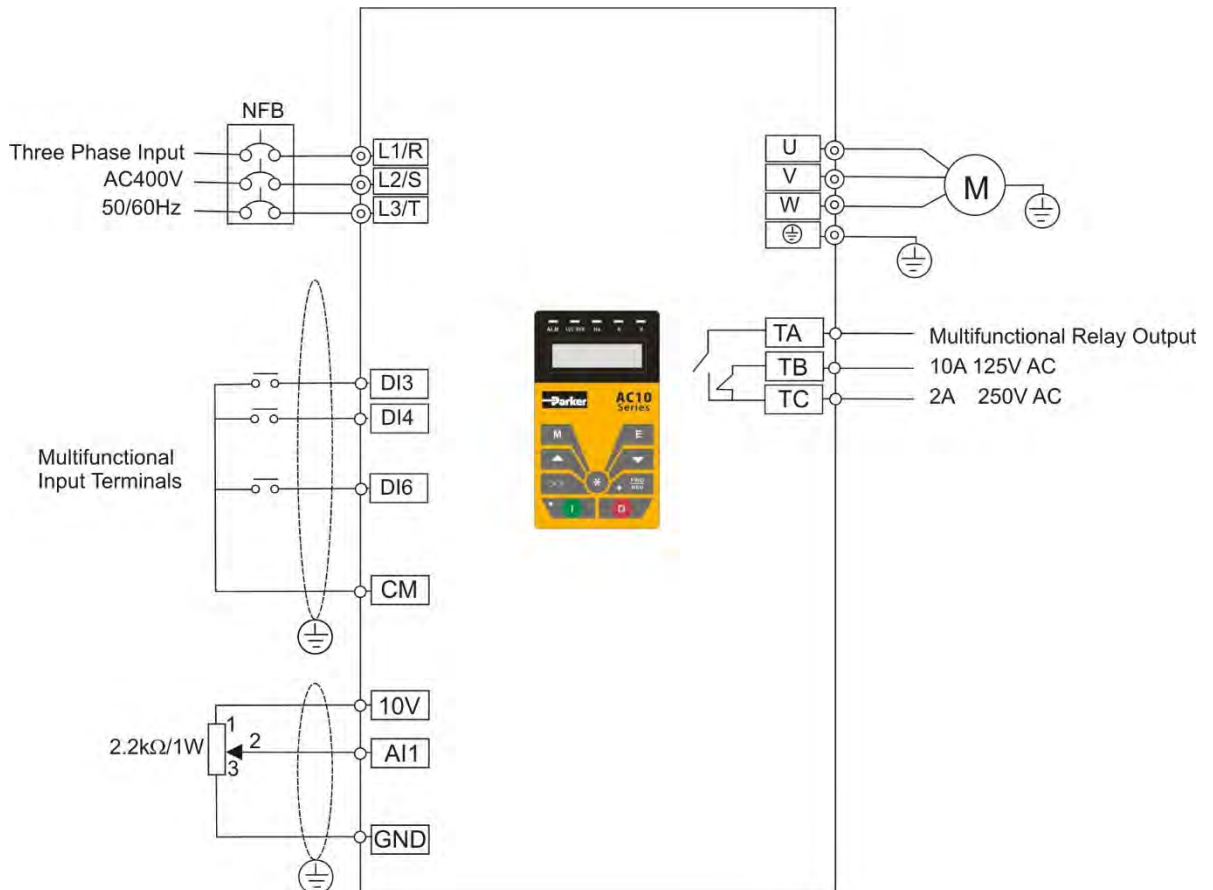 NFB
Three Phase Input
AC400V
50/60Hz
L1/R
L2/S
L3/T
U
V
W
M
DI3
DI4
DI6
CM
Multifunctional
Input Terminals
TA
TB
TC
Multifunctional Relay Output
10A 125V AC
2A 250V AC
Parker
AC10
Series
M
E
10V
AI1
GND
2.2kΩ/1W
1
2
3